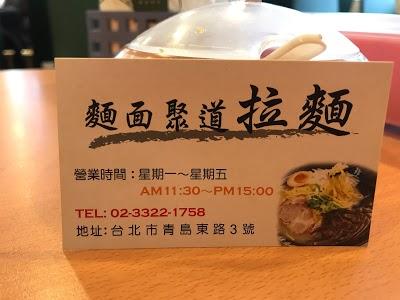 麵面聚道拉麵
營業時間：星期一～星期五
AM11:30～PM15:00
TEL: 02-3322-1758
地址: 台北市青島東路3號